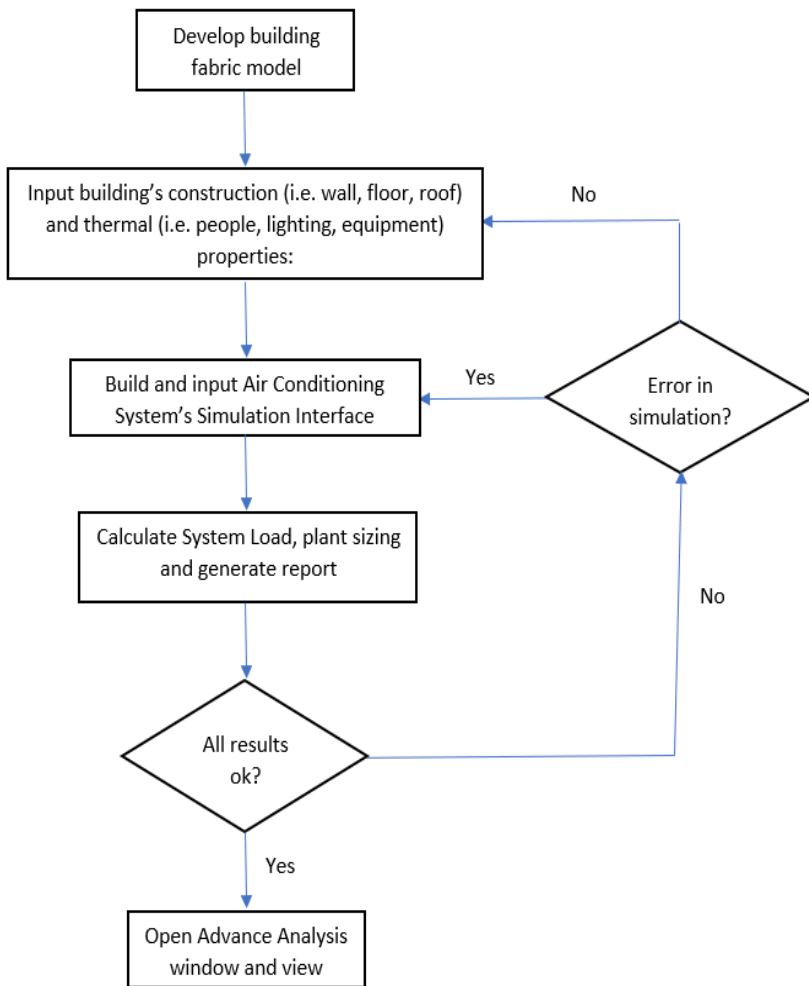 Develop building
fabric model
Input building’s construction (i.e. wall, floor, roof)
and thermal (i.e. people, lighting, equipment)
properties:
No
Build and input Air Conditioning
System’s Simulation Interface
Yes
Error in
simulation?
Calculate System Load, plant sizing
and generate report
No
All results
ok?
Yes
Open Advance Analysis
window and view